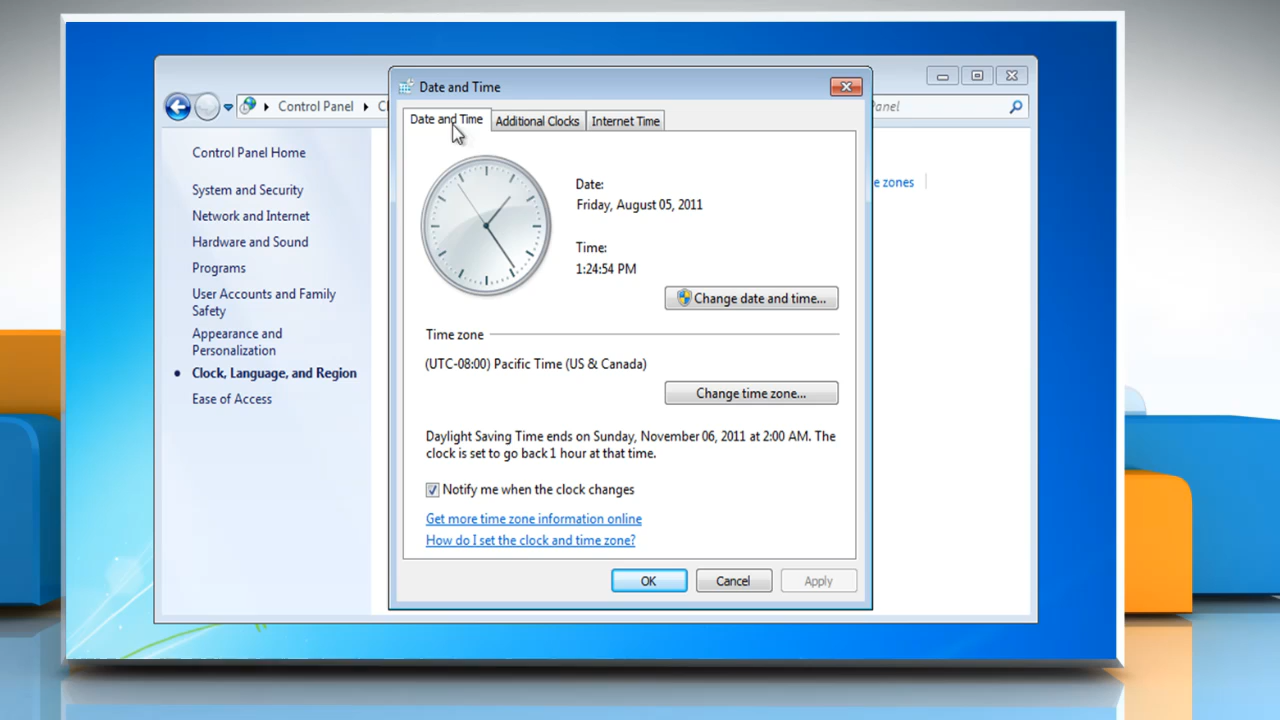 Date and Time
Control Panel
Date and Time
Additional Clocks
Internet Time
Control Panel Home
System and Security
Network and Internet
Hardware and Sound
Programs
User Accounts and Family
Safety
Appearance and
Personalization
Clock, Language, and Region
Ease of Access
Date:
Friday, August 05, 2011
Time:
1:24:54 PM
Change date and time...
Time zone
(UTC-08:00) Pacific Time (US & Canada)
Change time zone...
Daylight Saving Time ends on Sunday, November 06, 2011 at 2:00 AM. The
clock is set to go back 1 hour at that time.
Notify me when the clock changes
Get more time zone information online
How do I set the clock and time zone?
OK
Cancel
Apply
zones